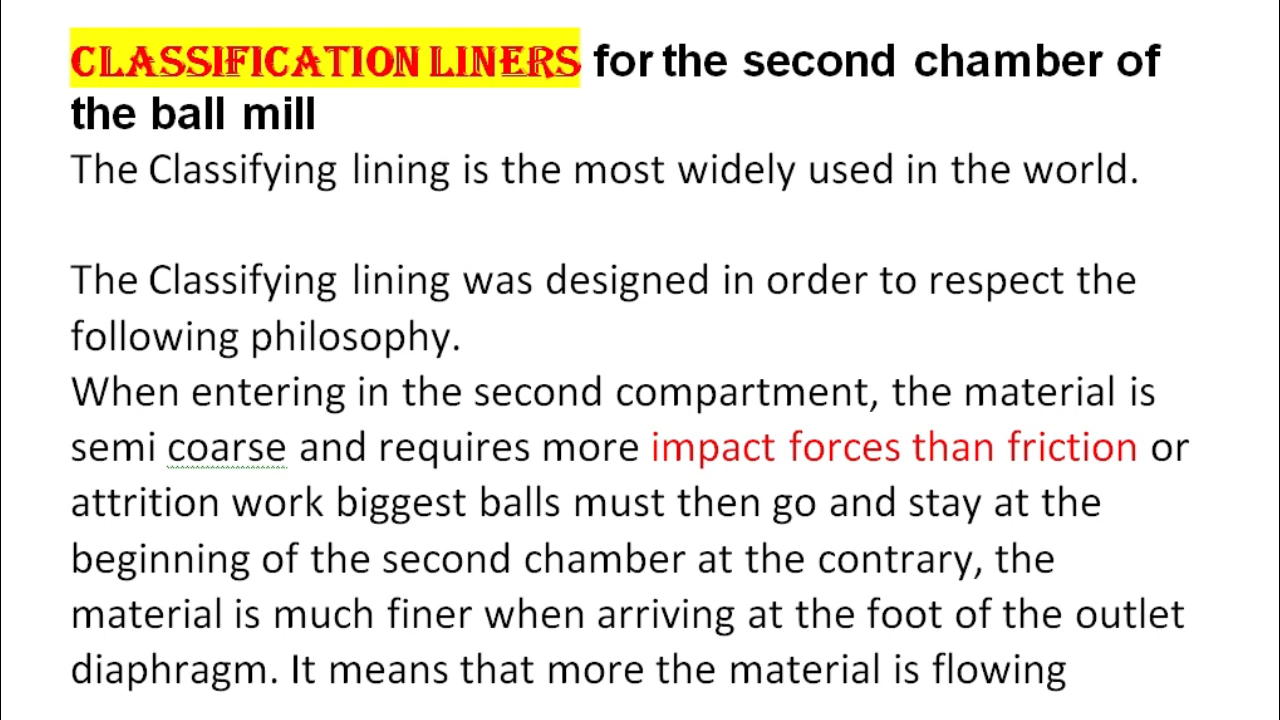 CLASSIFICATION LINERS for the second chamber of
the ball mill
The Classifying lining is the most widely used in the world.
The Classifying lining was designed in order to respect the
following philosophy.
When entering in the second compartment, the material is
semi coarse and requires more impact forces than friction or
attrition work biggest balls must then go and stay at the
beginning of the second chamber at the contrary, the
material is much finer when arriving at the foot of the outlet
diaphragm. It means that more the material is flowing